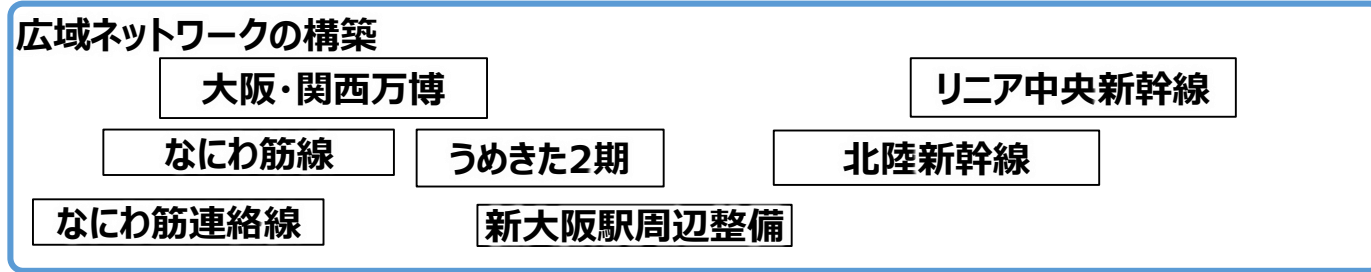 広域ネットワークの構築
大阪・関西万博
リニア中央新幹線
なにわ筋線
うめきた2期
北陸新幹線
なにわ筋連絡線
新大阪駅周辺整備